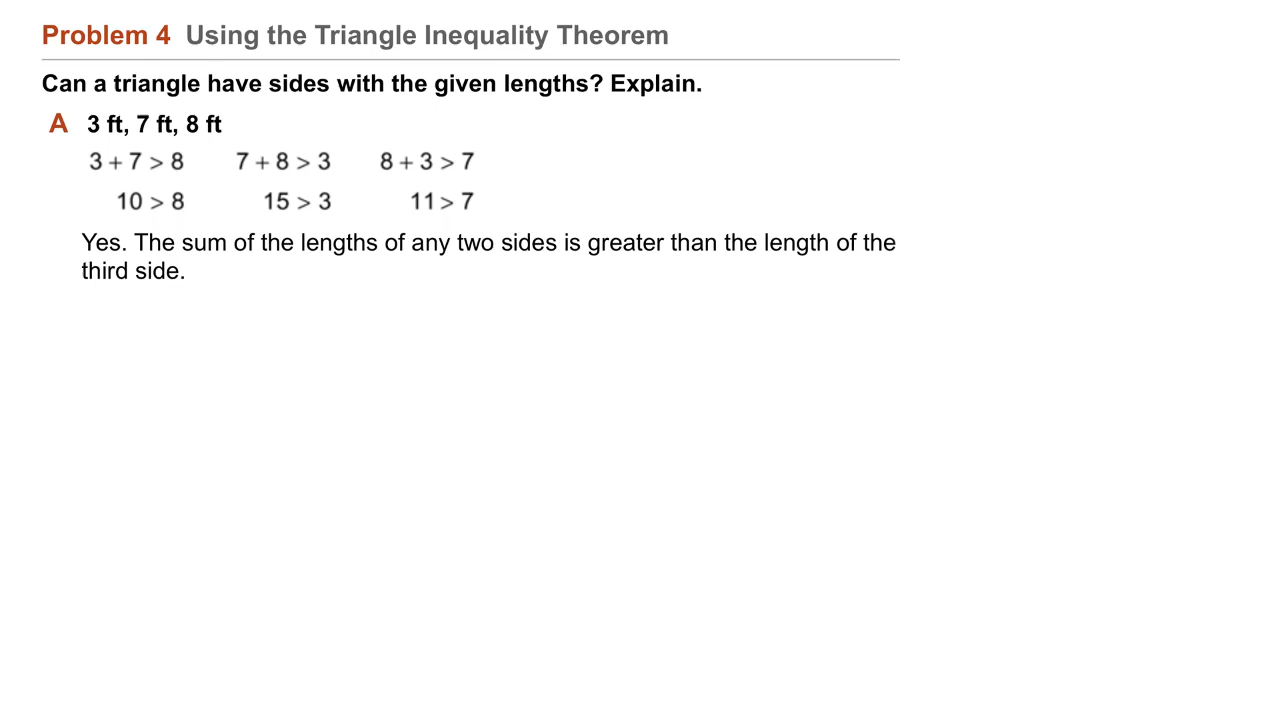 Problem 4 Using the Triangle Inequality Theorem
Can a triangle have sides with the given lengths? Explain.
A 3 ft, 7 ft, 8 ft
3 + 7 > 8 7 + 8 > 3 8 + 3 > 7
10 > 8 15 > 3 11 > 7
Yes. The sum of the lengths of any two sides is greater than the length of the
third side.